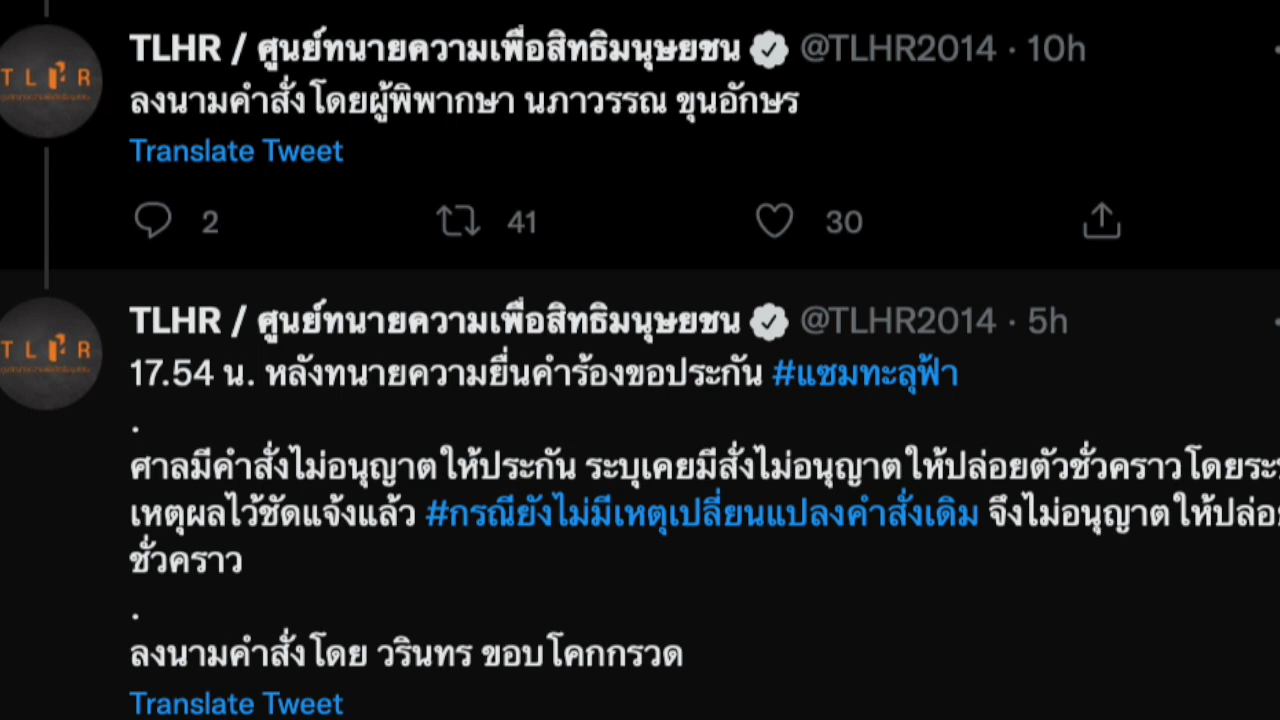 TLHR / ศูนย์ทนายความเพื่อสิทธิมนุษยชน @TLHR2014 · 10h
TLHR
ลงนามคำสั่งโดยผู้พิพากษา นภาวรรณ ขุนอักษร
Translate Tweet
2 41 30
TLHR / ศูนย์ทนายความเพื่อสิทธิมนุษยชน @TLHR2014 · 5h
TLHR
17.54 น. หลังทนายความยื่นคำร้องขอประกัน #แซมทะลุฟ้า
.
ศาลมีคำสั่งไม่อนุญาตให้ประกัน ระบุเคยมีสั่งไม่อนุญาตให้ปล่อยตัวชั่วคราวโดยระ
เหตุผลไว้ชัดแจ้งแล้ว #กรณียังไม่มีเหตุเปลี่ยนแปลงคำสั่งเดิม จึงไม่อนุญาตให้ปล่อ
ชั่วคราว
.
ลงนามคำสั่งโดย วรินทร ขอบโคกกรวด
Translate Tweet